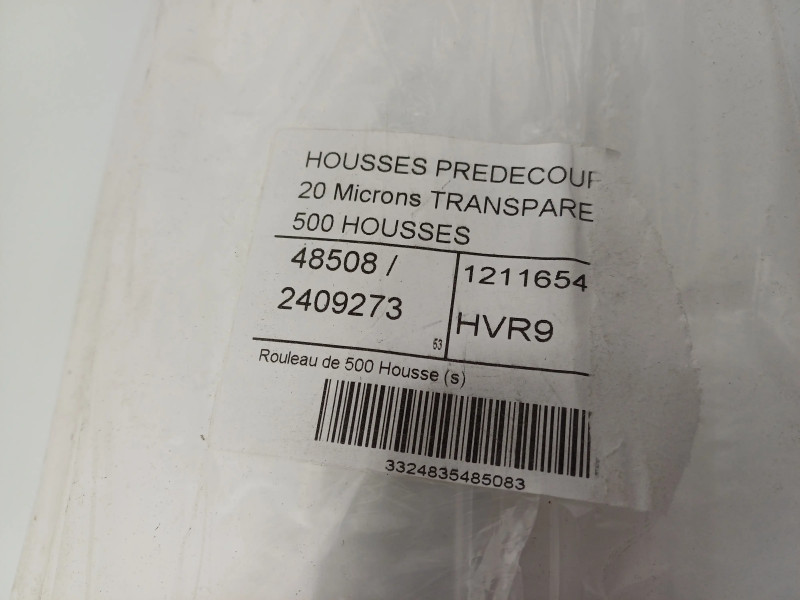 HOUSSES PREDECOUP
20 Microns TRANSPARE
500 HOUSSES
48508 /
2409273
53
1211654
HVR9
Rouleau de 500 Housse (s)
3324835485083